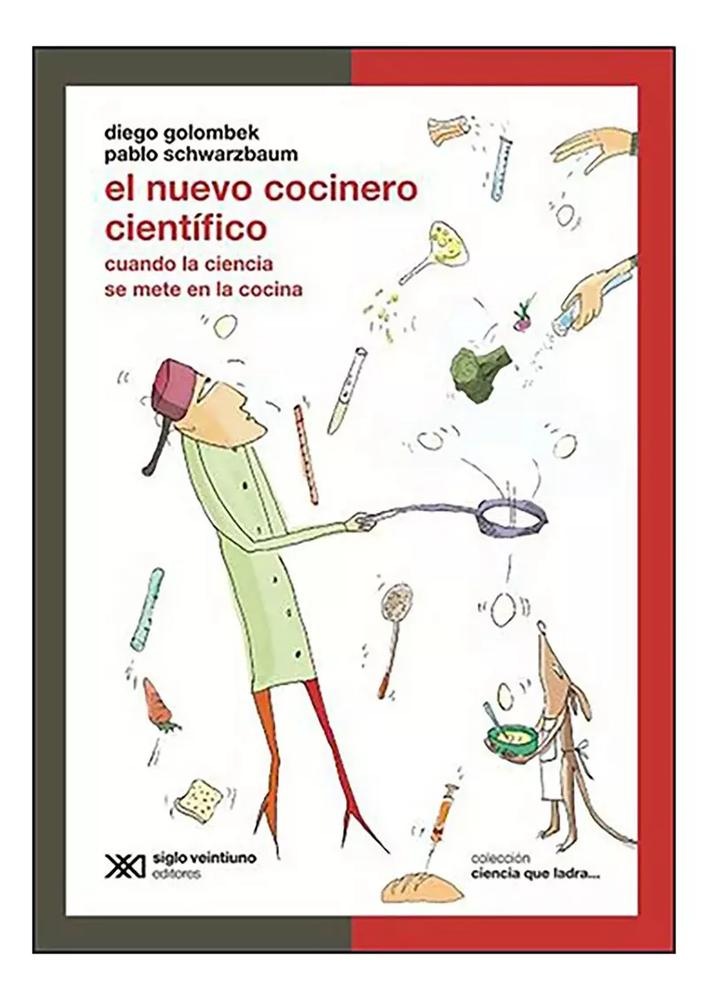 diego golombek
pablo schwarzbaum
el nuevo cocinero
científico
cuando la ciencia
se mete en la cocina
siglo veintiuno
editores
colección
ciencia que ladra...